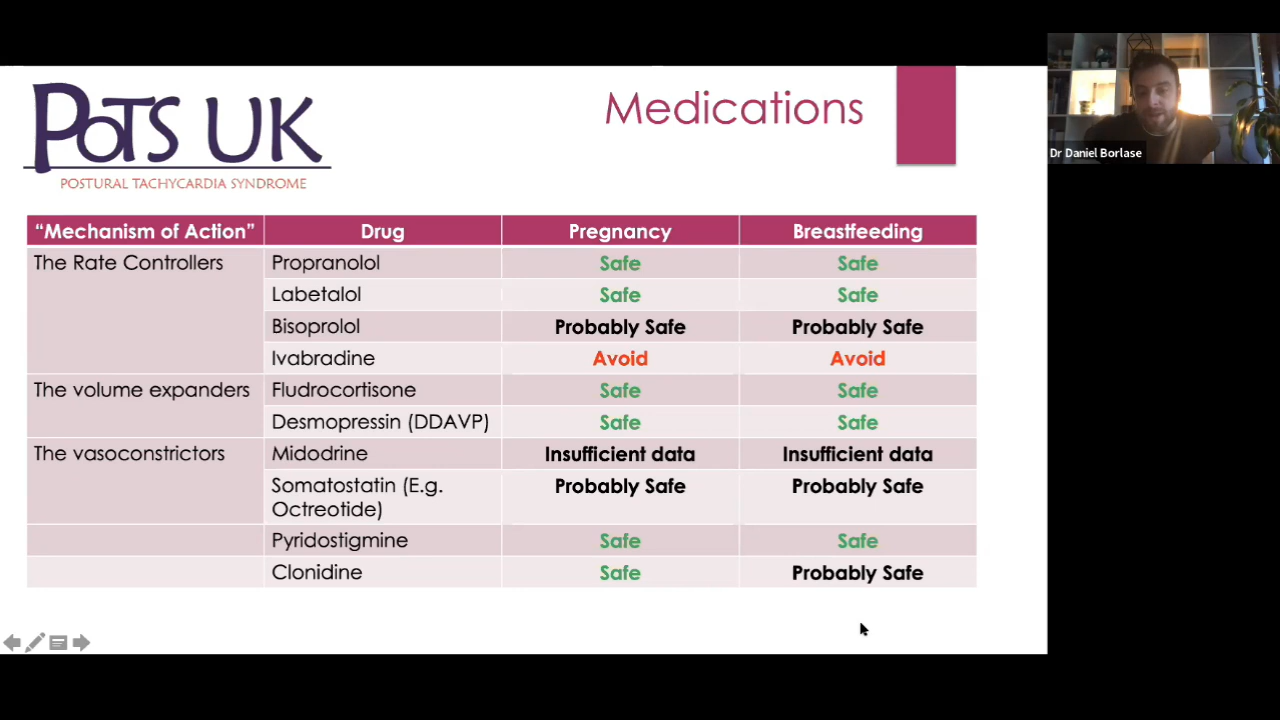 PoTS UK
POSTURAL TACHYCARDIA SYNDROME
Medications
Dr Daniel Borlase
“Mechanism of Action” Drug Pregnancy Breastfeeding
The Rate Controllers Propranolol Safe Safe
Labetalol Safe Safe
Bisoprolol Probably Safe Probably Safe
Ivabradine Avoid Avoid
The volume expanders Fludrocortisone Safe Safe
Desmopressin (DDAVP) Safe Safe
The vasoconstrictors Midodrine Insufficient data Insufficient data
Somatostatin (E.g. Probably Safe Probably Safe
Octreotide)
Pyridostigmine Safe Safe
Clonidine Safe Probably Safe